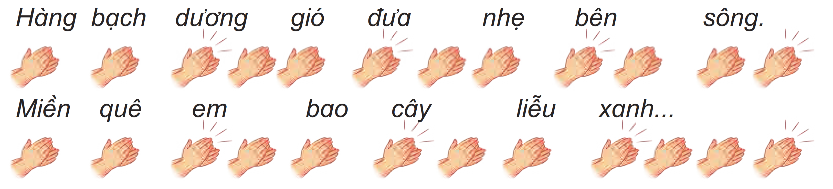 Hàng bạch dương gió đưa nhẹ bên sông.
Miền quê em bao cây liễu xanh...